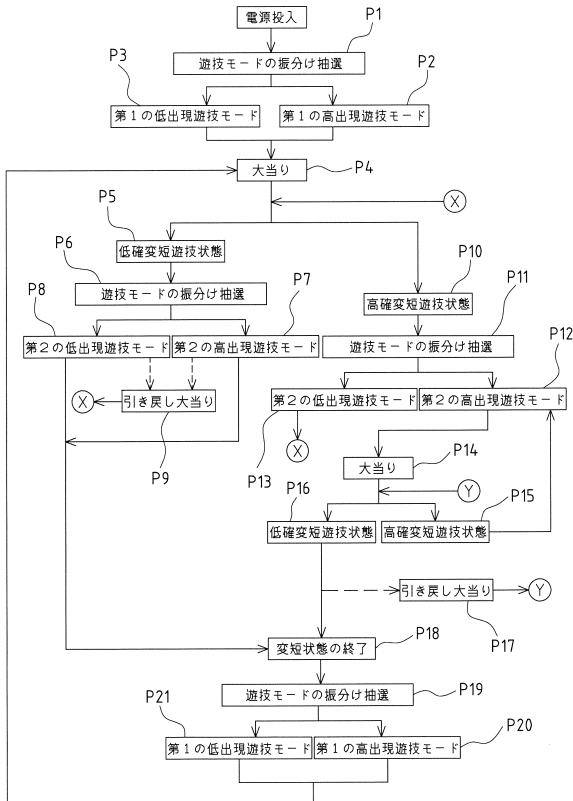 電源投入
P1
遊技モードの振分け抽選
P3
P2
第1の低出現遊技モード
第1の高出現遊技モード
大当り
P4
X
P5
低確変短遊技状態
P10
P6
高確変短遊技状態
遊技モードの振分け抽選
P7
P11
P8
P12
第2の低出現遊技モード
第2の高出現遊技モード
遊技モードの振分け抽選
X
引き戻し大当り
第2の低出現遊技モード
第2の高出現遊技モード
P9
X
P13
P14
大当り
P16
Y
P15
低確変短遊技状態
高確変短遊技状態
引き戻し大当り
Y
P17
変短状態の終了
P18
遊技モードの振分け抽選
P19
P21
P20
第1の低出現遊技モード
第1の高出現遊技モード